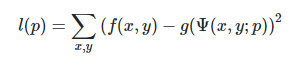 l(p) = ∑_{x,y} (f(x, y) − g(Ψ(x, y; p))²